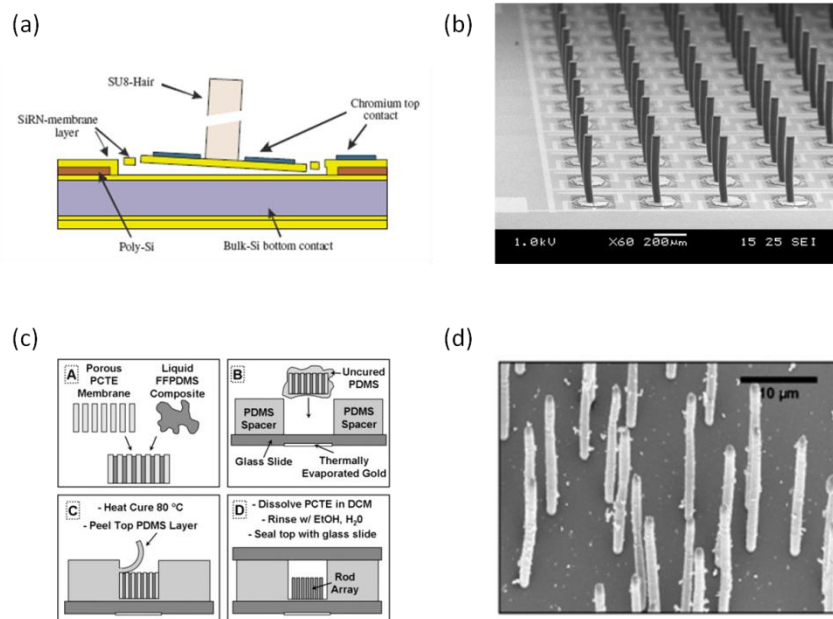 (a)
SU8-Hair
Chromium top
contact
SiRN-membrane
layer
Poly-Si
Bulk-Si bottom contact
(b)
1.0kV X60 200µm 15 25 SEI
(c)
A
Porous
PCTE
Membrane
Liquid
FFPDMS
Composite
B
Uncured
PDMS
PDMS
Spacer
PDMS
Spacer
Glass Slide
Thermally
Evaporated Gold
C
- Heat Cure 80 °C
- Peel Top PDMS Layer
D
- Dissolve PCTE in DCM
- Rinse w/ EtOH, H20
- Seal top with glass slide
Rod
Array
(d)
10 µm